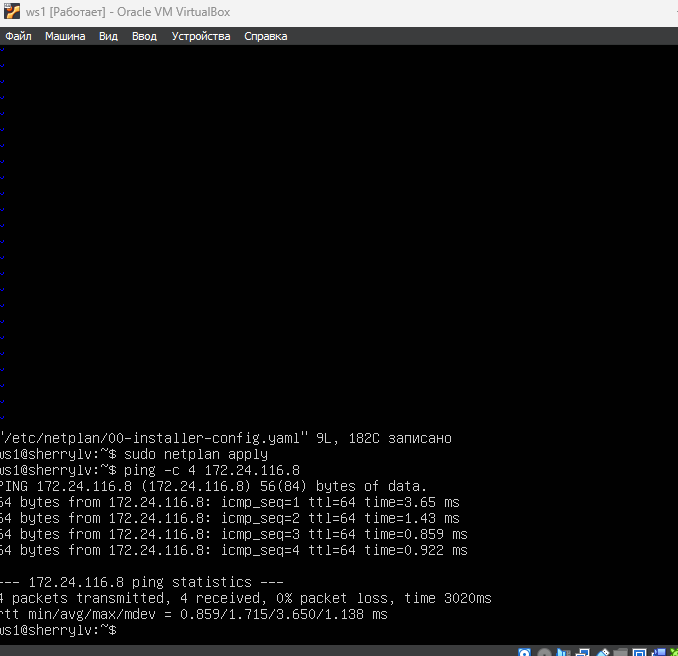 ws1 [Работает] - Oracle VM VirtualBox
Файл Машина Вид Ввод Устройства Справка
"/etc/netplan/00-installer-config.yaml" 9L, 182C записано
ws1@sherrylv:~$ sudo netplan apply
ws1@sherrylv:~$ ping -c 4 172.24.116.8
PING 172.24.116.8 (172.24.116.8) 56(84) bytes of data.
64 bytes from 172.24.116.8: icmp_seq=1 ttl=64 time=3.65 ms
64 bytes from 172.24.116.8: icmp_seq=2 ttl=64 time=1.43 ms
64 bytes from 172.24.116.8: icmp_seq=3 ttl=64 time=0.859 ms
64 bytes from 172.24.116.8: icmp_seq=4 ttl=64 time=0.922 ms
--- 172.24.116.8 ping statistics ---
4 packets transmitted, 4 received, 0% packet loss, time 3020ms
rtt min/avg/max/mdev = 0.859/1.715/3.650/1.138 ms
ws1@sherrylv:~$